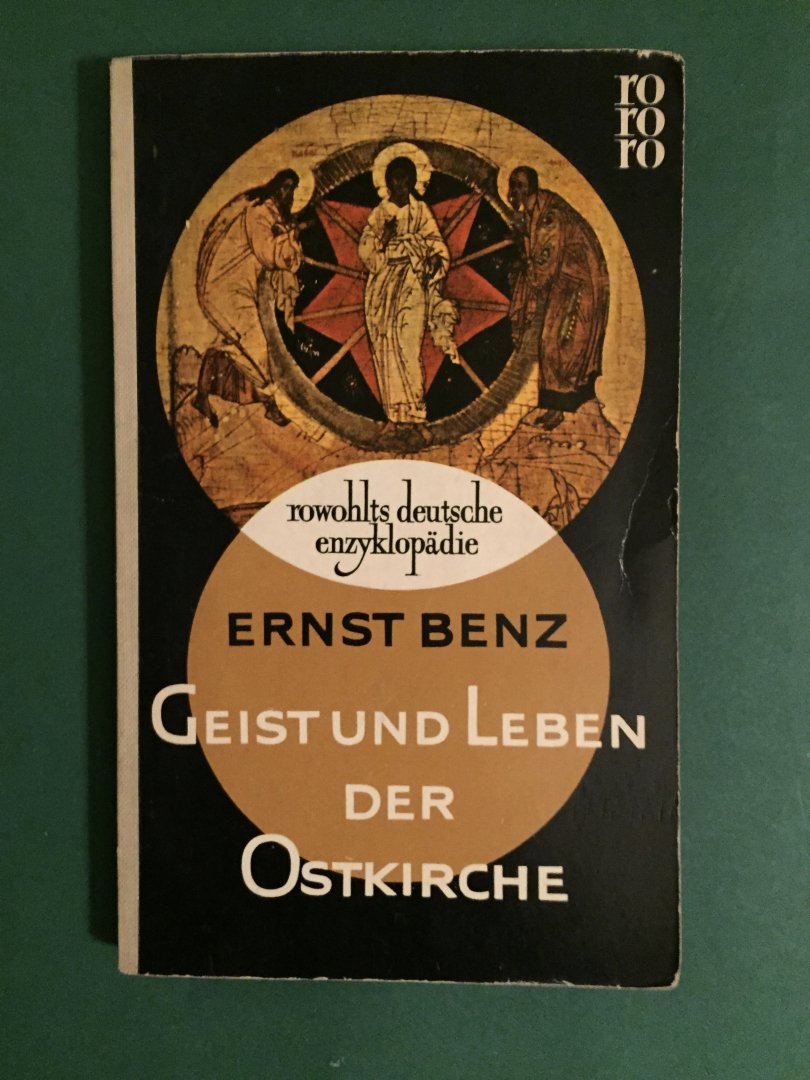 ro
ro
ro
rowohlts deutsche
enzyklopädie
ERNST BENZ
GEIST UND LEBEN
DER
OSTKIRCHE